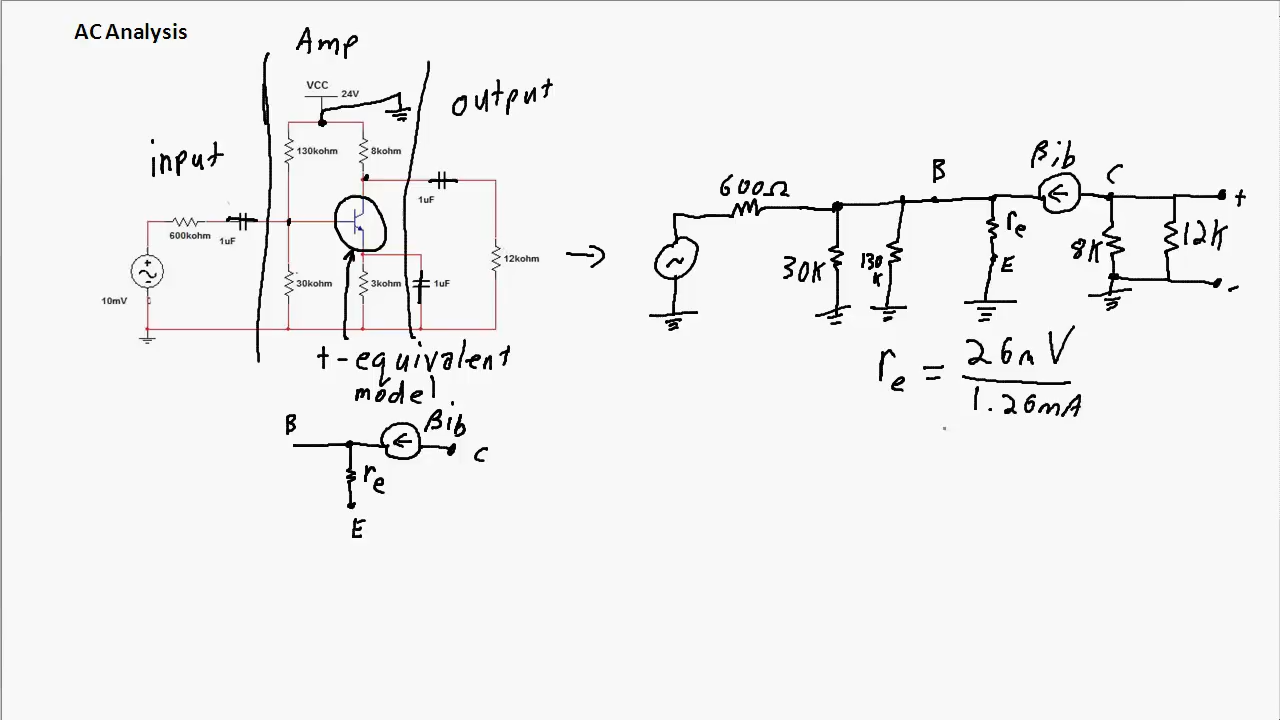 AC Analysis
Amp
input
output
VCC
24V
130kohm
8kohm
1uF
600kohm
1uF
10mV
30kohm
3kohm
1uF
12kohm
t-equivalent
model
B
βib
C
re
E
600Ω
30K
130
K
B
re
E
βib
C
8K
12K
+
-
re = 26mV
1.26mA